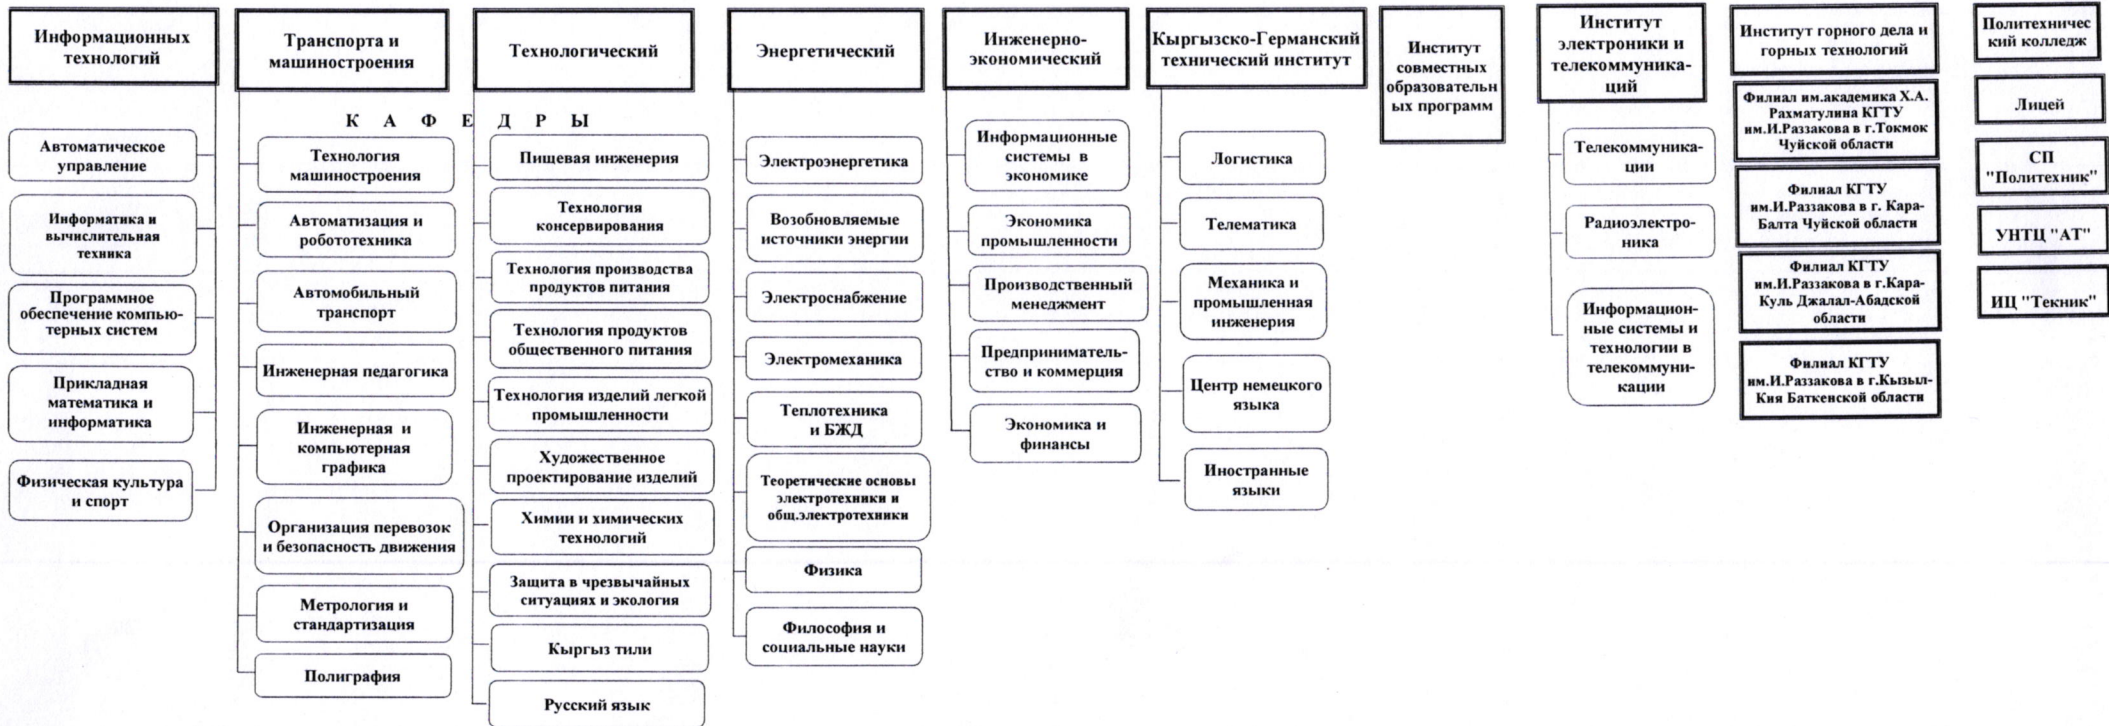 Информационных
технологий
Транспорта и
машиностроения
Технологический
Энергетический
Инженерно-
экономический
Кыргызско-Германский
технический институт
Институт
совместных
образовательн
ых программ
Институт
электроники и
телекоммуника-
ций
Институт горного дела и
горных технологий
Политехничес
кий колледж
К А Ф Е Д Р Ы
Автоматическое
управление
Информатика и
вычислительная
техника
Программное
обеспечение компью-
терных систем
Прикладная
математика и
информатика
Физическая культура
и спорт
Технология
машиностроения
Автоматизация и
робототехника
Автомобильный
транспорт
Инженерная педагогика
Инженерная и
компьютерная
графика
Организация перевозок
и безопасность движения
Метрология и
стандартизация
Полиграфия
Пищевая инженерия
Технология
консервирования
Технология производства
продуктов питания
Технология продуктов
общественного питания
Технология изделий легкой
промышленности
Художественное
проектирование изделий
Химии и химических
технологий
Защита в чрезвычайных
ситуациях и экология
Кыргыз тили
Русский язык
Электроэнергетика
Возобновляемые
источники энергии
Электроснабжение
Электромеханика
Теплотехника
и БЖД
Теоретические основы
электротехники и
общ.электротехники
Физика
Философия и
социальные науки
Информационные
системы в
экономике
Экономика
промышленности
Производственный
менеджмент
Предприниматель-
ство и коммерция
Экономика и
финансы
Логистика
Телематика
Механика и
промышленная
инженерия
Центр немецкого
языка
Иностранные
языки
Телекоммуника-
ции
Радиоэлектро-
ника
Информацион-
ные системы и
технологии в
телекоммуни-
кации
Филиал им.академика Х.А.
Рахматулина КГТУ
им.И.Раззакова в г.Токмок
Чуйской области
Филиал КГТУ
им.И.Раззакова в г. Кара-
Балта Чуйской области
Филиал КГТУ
им.И.Раззакова в г.Кара-
Куль Джалал-Абадской
области
Филиал КГТУ
им.И.Раззакова в г.Кызыл-
Кия Баткенской области
Лицей
СП
"Политехник"
УНТЦ "АТ"
ИЦ "Текник"